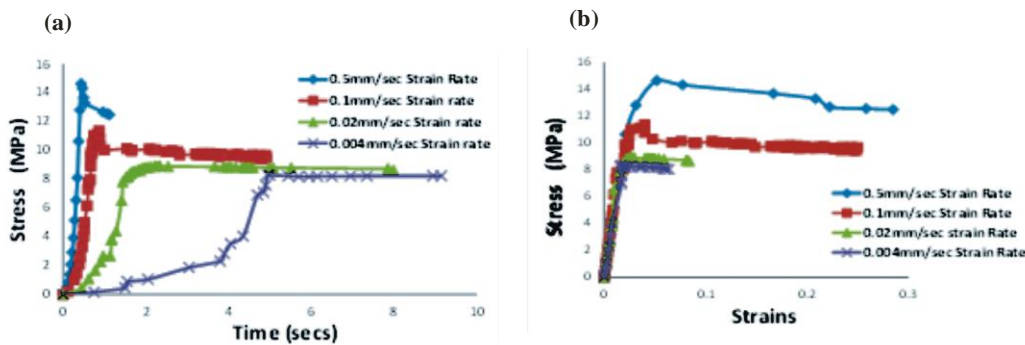 (a)
(b)
16
14
12
10
8
6
4
2
0
Stress (MPa)
0
2
4
6
8
10
Time (secs)
0.5mm/sec Strain Rate
0.1mm/sec Strain rate
0.02mm/sec Strain rate
0.004mm/sec Strain rate
16
14
12
10
8
6
4
2
0
Stress (MPa)
0
0.1
0.2
0.3
Strains
0.5mm/sec Strain Rate
0.1mm/sec Strain Rate
0.02mm/sec strain Rate
0.004mm/sec Strain Rate